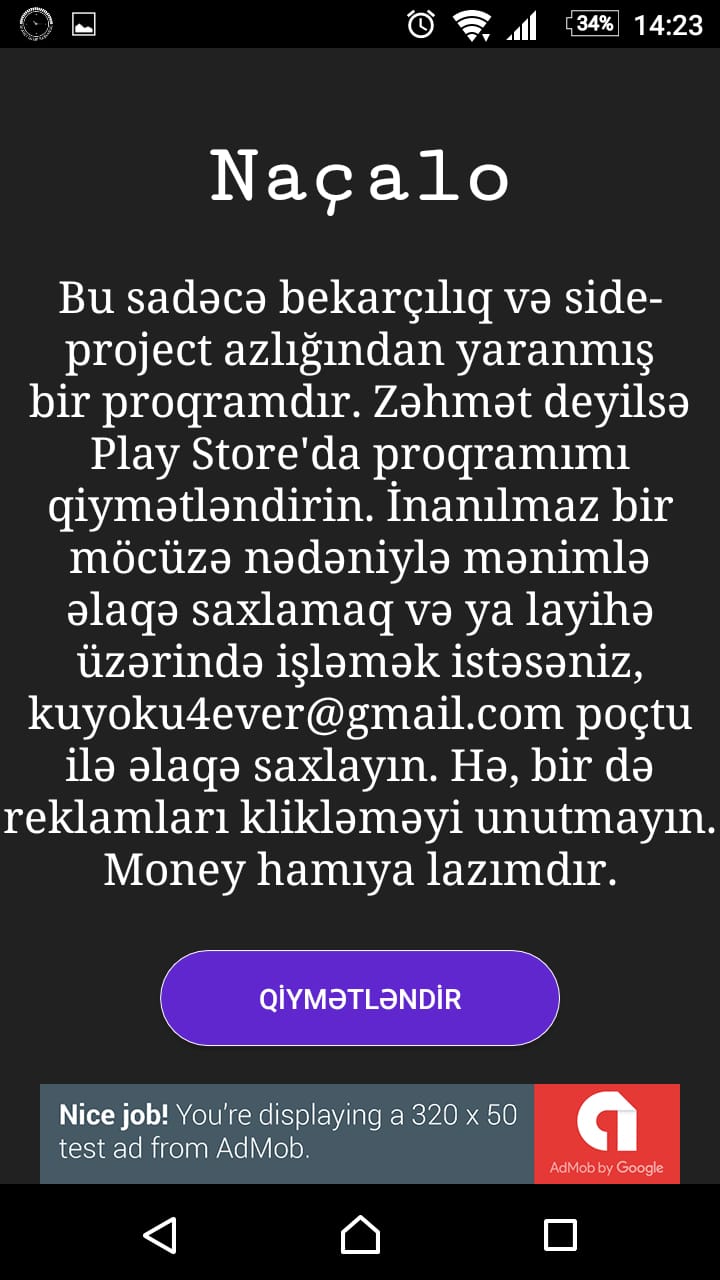 34% 14:23
Naçalo
Bu sadəcə bekarçılıq və side-
project azlığından yaranmış
bir proqramdır. Zəhmət deyilsə
Play Store'da proqramımı
qiymətləndirin. İnanılmaz bir
möcüzə nədəniylə mənimlə
əlaqə saxlamaq və ya layihə
üzərində işləmək istəsəniz,
kuyoku4ever@gmail.com poçtu
ilə əlaqə saxlayın. Hə, bir də
reklamları klikləməyi unutmayın.
Money hamıya lazımdır.
QİYMƏTLƏNDİR
Nice job! You're displaying a 320 x 50
test ad from AdMob.
AdMob by Google